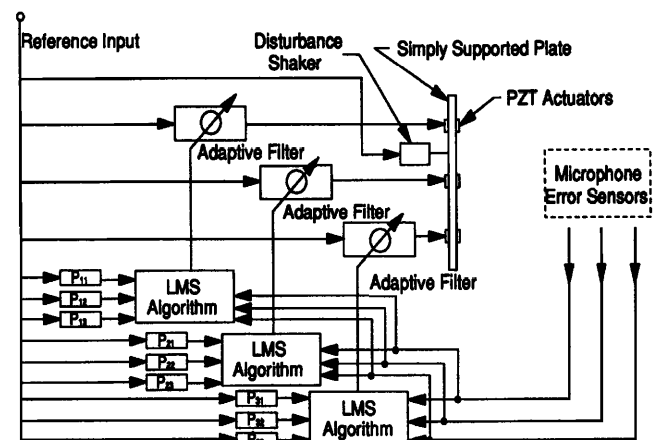 Reference Input
Disturbance
Shaker
Simply Supported Plate
PZT Actuators
Adaptive Filter
Microphone
Error Sensors
Adaptive Filter
Adaptive Filter
P11
P12
P13
LMS
Algorithm
P21
P22
P23
LMS
Algorithm
P31
P32
LMS
Algorithm